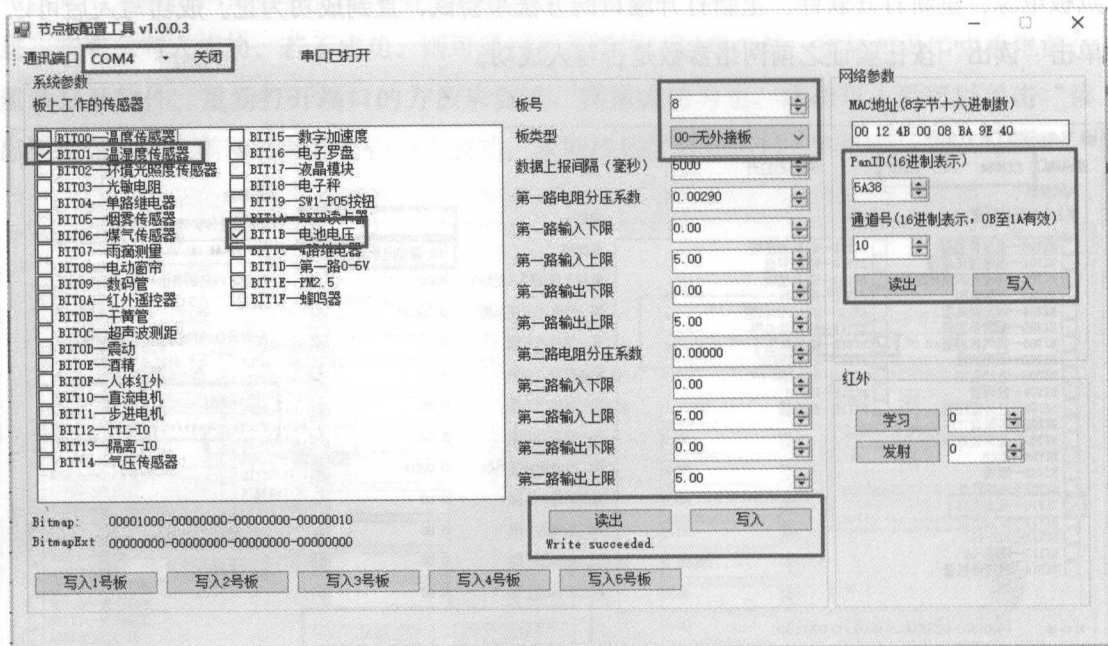 节点板配置工具 v1.0.0.3
通讯端口 COM4 关闭 串口已打开
系统参数
板上工作的传感器
BIT00—温度传感器
BIT01—温湿度传感器
BIT02—环境光照度传感器
BIT03—光敏电阻
BIT04—单路继电器
BIT05—烟雾传感器
BIT06—煤气传感器
BIT07—雨滴测量
BIT08—电动窗帘
BIT09—数码管
BIT0A—红外遥控器
BIT0B—干簧管
BIT0C—超声波测距
BIT0D—震动
BIT0E—酒精
BIT0F—人体红外
BIT10—直流电机
BIT11—步进电机
BIT12—TTL-IO
BIT13—隔离-IO
BIT14—气压传感器
BIT15—数字加速度
BIT16—电子罗盘
BIT17—液晶模块
BIT18—电子秤
BIT19—SW1-P05按钮
BIT1A—RFID读卡器
BIT1B—电池电压
BIT1C—4路继电器
BIT1D—第一路0-5V
BIT1E—PM2.5
BIT1F—蜂鸣器
Bitmap: 00001000-00000000-00000000-00000010
BitmapExt 00000000-00000000-00000000-00000000
写入1号板 写入2号板 写入3号板 写入4号板 写入5号板
板号 8
板类型 00-无外接板
数据上报间隔（毫秒） 5000
第一路电阻分压系数 0.00290
第一路输入下限 0.00
第一路输入上限 5.00
第一路输出下限 0.00
第一路输出上限 5.00
第二路电阻分压系数 0.00000
第二路输入下限 0.00
第二路输入上限 5.00
第二路输出下限 0.00
第二路输出上限 5.00
读出 写入
Write succeeded.
网络参数
MAC地址(8字节十六进制数)
00 12 4B 00 08 BA 9E 40
PanID(16进制表示)
5A38
通道号(16进制表示，0B至1A有效)
10
读出 写入
红外
学习 0
发射 0